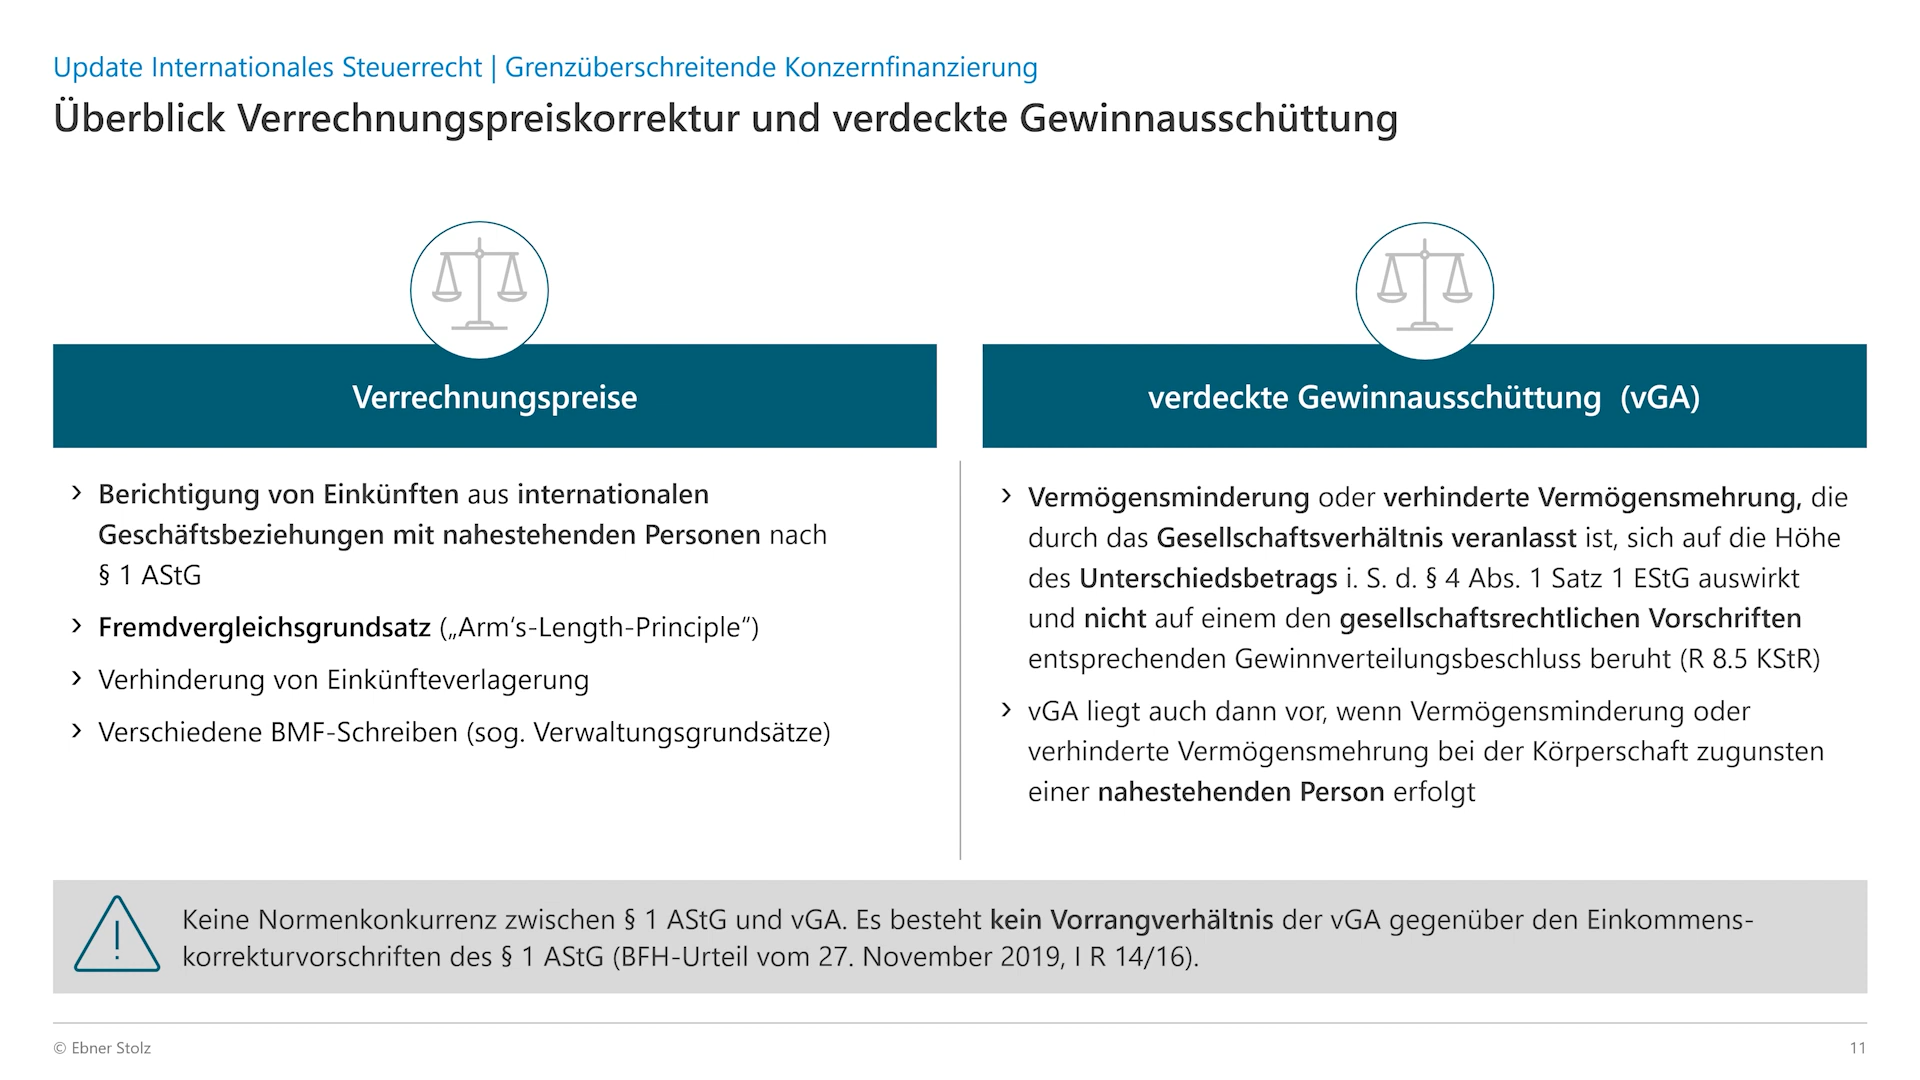 Update Internationales Steuerrecht | Grenzüberschreitende Konzernfinanzierung
Überblick Verrechnungspreiskorrektur und verdeckte Gewinnausschüttung
Verrechnungspreise
› Berichtigung von Einkünften aus internationalen
Geschäftsbeziehungen mit nahestehenden Personen nach
§ 1 AStG
› Fremdvergleichsgrundsatz („Arm‘s-Length-Principle“)
› Verhinderung von Einkünfteverlagerung
› Verschiedene BMF-Schreiben (sog. Verwaltungsgrundsätze)
verdeckte Gewinnausschüttung (vGA)
› Vermögensminderung oder verhinderte Vermögensmehrung, die
durch das Gesellschaftsverhältnis veranlasst ist, sich auf die Höhe
des Unterschiedsbetrags i. S. d. § 4 Abs. 1 Satz 1 EStG auswirkt
und nicht auf einem den gesellschaftsrechtlichen Vorschriften
entsprechenden Gewinnverteilungsbeschluss beruht (R 8.5 KStR)
› vGA liegt auch dann vor, wenn Vermögensminderung oder
verhinderte Vermögensmehrung bei der Körperschaft zugunsten
einer nahestehenden Person erfolgt
Keine Normenkonkurrenz zwischen § 1 AStG und vGA. Es besteht kein Vorrangverhältnis der vGA gegenüber den Einkommens-
korrekturvorschriften des § 1 AStG (BFH-Urteil vom 27. November 2019, I R 14/16).
© Ebner Stolz
11